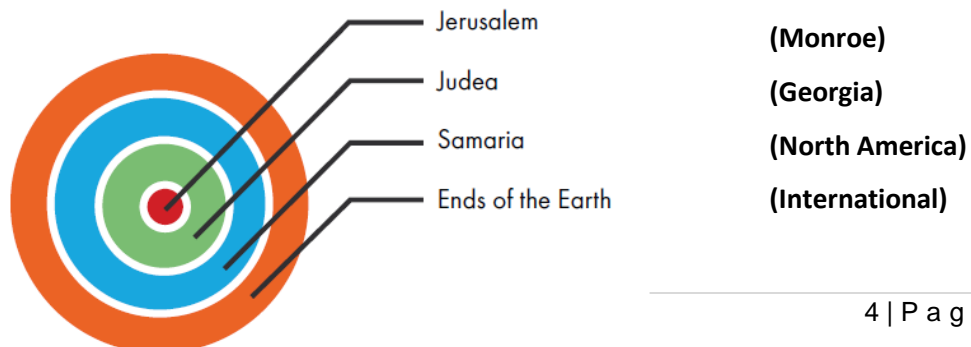 Jerusalem (Monroe)
Judea (Georgia)
Samaria (North America)
Ends of the Earth (International)
4 | P a g